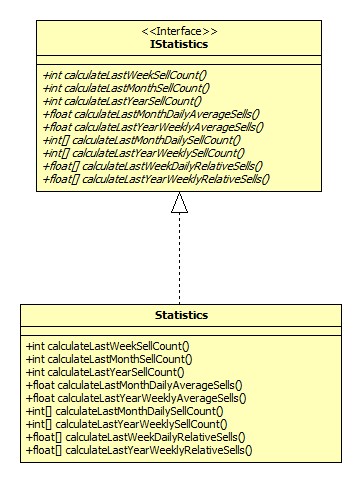 <<Interface>>
IStatistics
+int calculateLastWeekSellCount()
+int calculateLastMonthSellCount()
+int calculateLastYearSellCount()
+float calculateLastMonthDailyAverageSells()
+float calculateLastYearWeeklyAverageSells()
+int[] calculateLastMonthDailySellCount()
+int[] calculateLastYearWeeklySellCount()
+float[] calculateLastWeekDailyRelativeSells()
+float[] calculateLastYearWeeklyRelativeSells()
Statistics
+int calculateLastWeekSellCount()
+int calculateLastMonthSellCount()
+int calculateLastYearSellCount()
+float calculateLastMonthDailyAverageSells()
+float calculateLastYearWeeklyAverageSells()
+int[] calculateLastMonthDailySellCount()
+int[] calculateLastYearWeeklySellCount()
+float[] calculateLastWeekDailyRelativeSells()
+float[] calculateLastYearWeeklyRelativeSells()